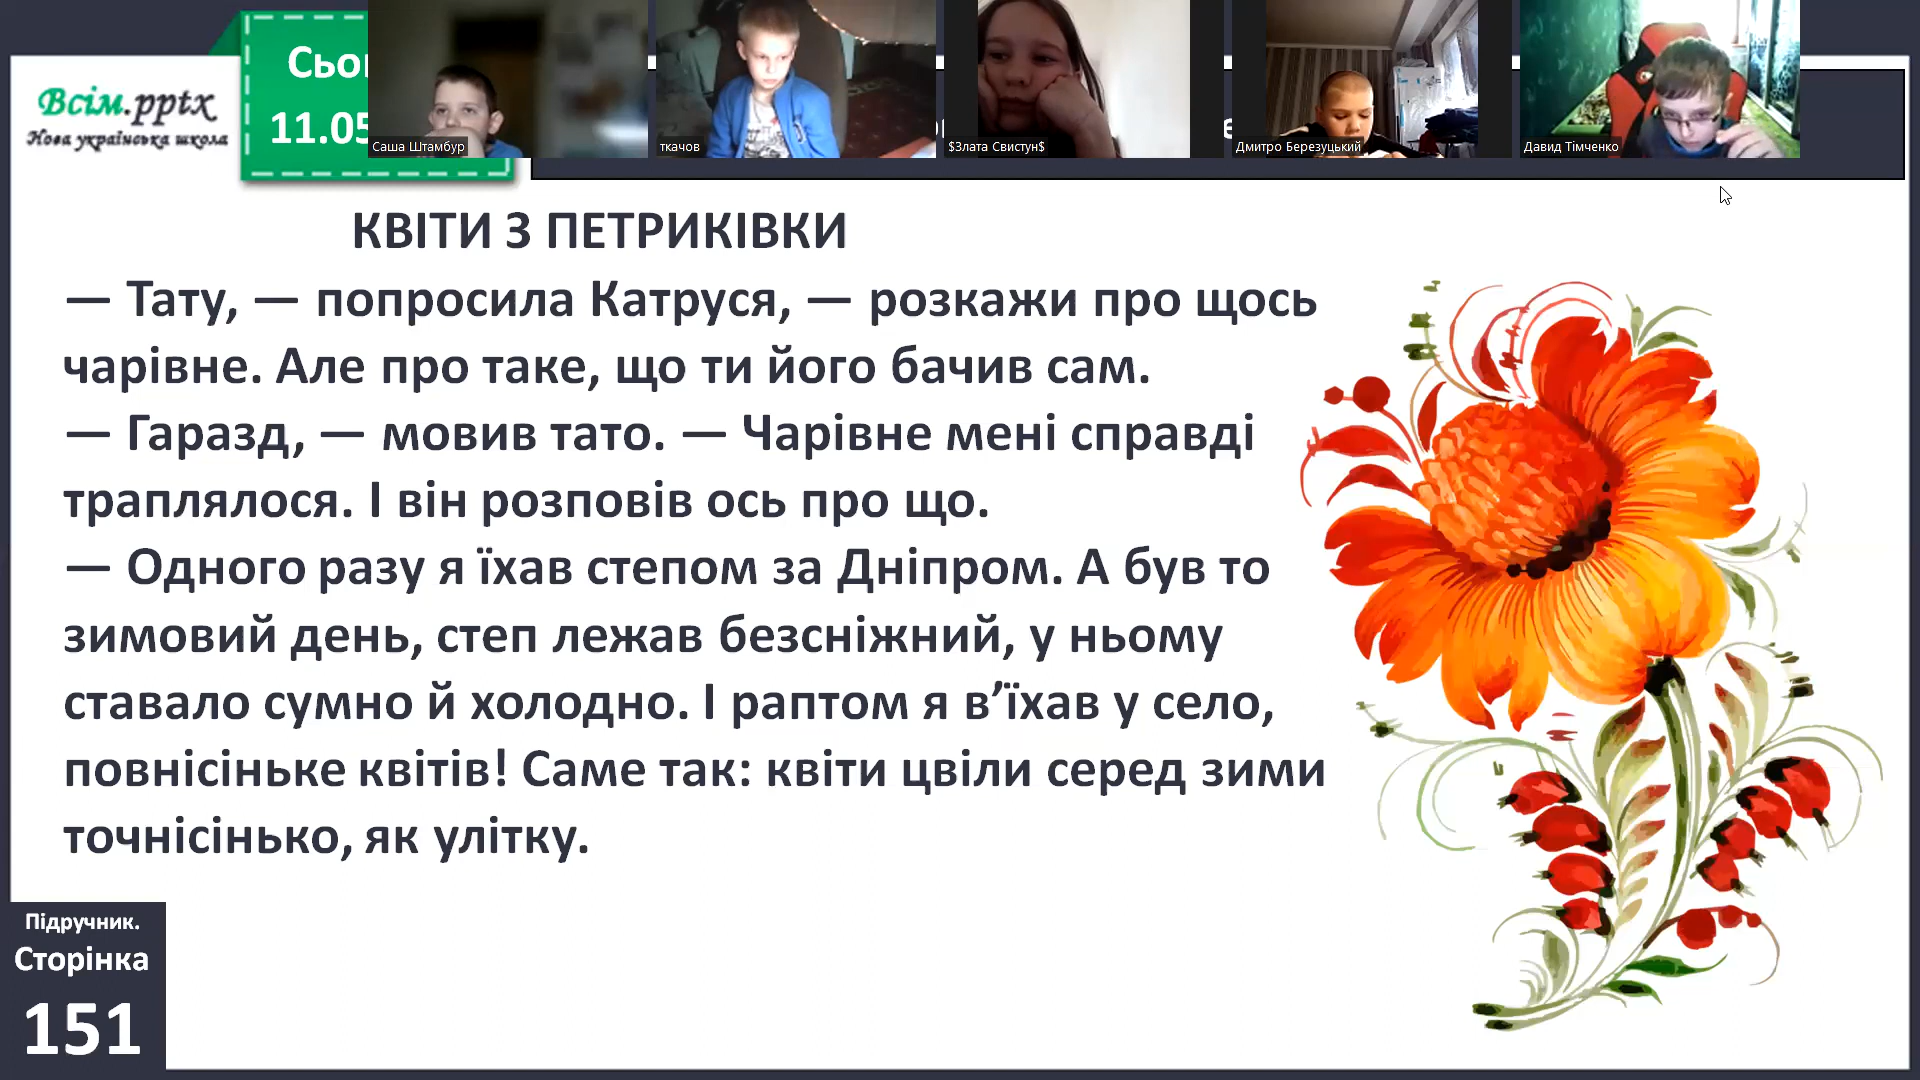 Всім.pptx
Нова українська школа
11.05
Саша Штамбур
ткачов
$Злата Свистун$
Дмитро Березуцький
Давид Тімченко
КВІТИ З ПЕТРИКІВКИ
— Тату, — попросила Катруся, — розкажи про щось
чарівне. Але про таке, що ти його бачив сам.
— Гаразд, — мовив тато. — Чарівне мені справді
траплялося. І він розповів ось про що.
— Одного разу я їхав степом за Дніпром. А був то
зимовий день, степ лежав безсніжний, у ньому
ставало сумно й холодно. І раптом я в’їхав у село,
повнісіньке квітів! Саме так: квіти цвіли серед зими
точнісінько, як улітку.
Підручник.
Сторінка
151